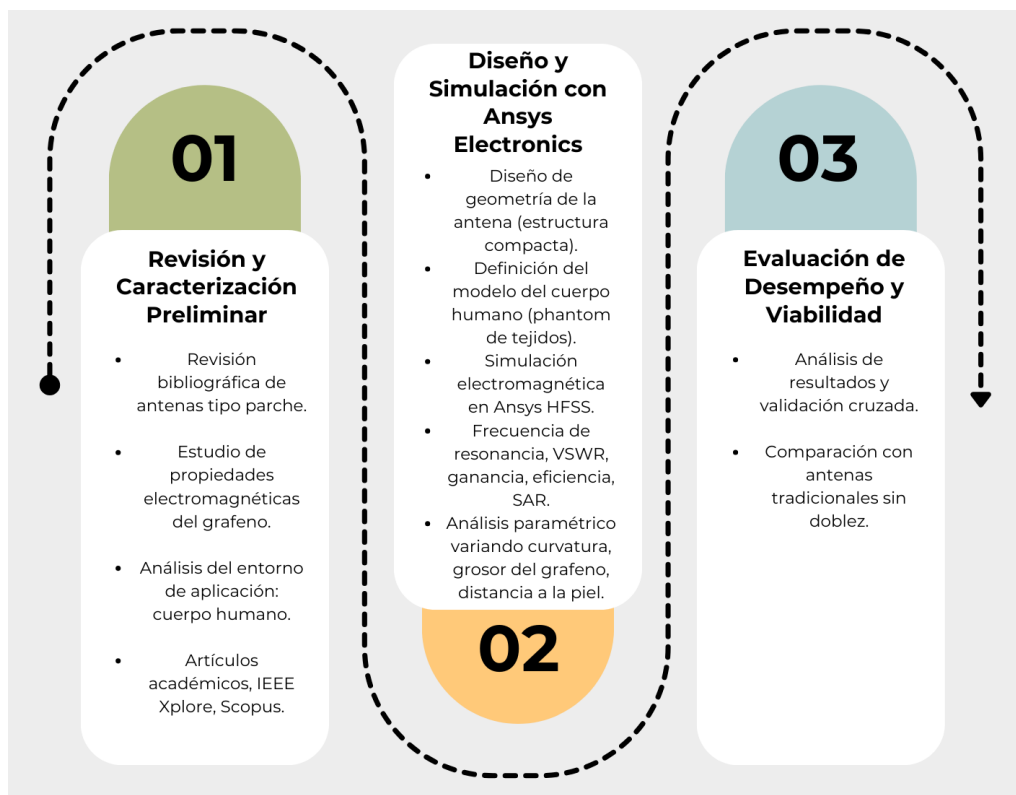 01
Revisión y
Caracterización
Preliminar
• Revisión
bibliográfica de
antenas tipo parche.
• Estudio de
propiedades
electromagnéticas
del grafeno.
• Análisis del entorno
de aplicación:
cuerpo humano.
• Artículos
académicos, IEEE
Xplore, Scopus.
Diseño y
Simulación con
Ansys
Electronics
• Diseño de
geometría de la
antena (estructura
compacta).
• Definición del
modelo del cuerpo
humano (phantom
de tejidos).
• Simulación
electromagnética
en Ansys HFSS.
• Frecuencia de
resonancia, VSWR,
ganancia, eficiencia,
SAR.
• Análisis paramétrico
variando curvatura,
grosor del grafeno,
distancia a la piel.
02
03
Evaluación de
Desempeño y
Viabilidad
• Análisis de
resultados y
validación cruzada.
• Comparación con
antenas
tradicionales sin
doblez.